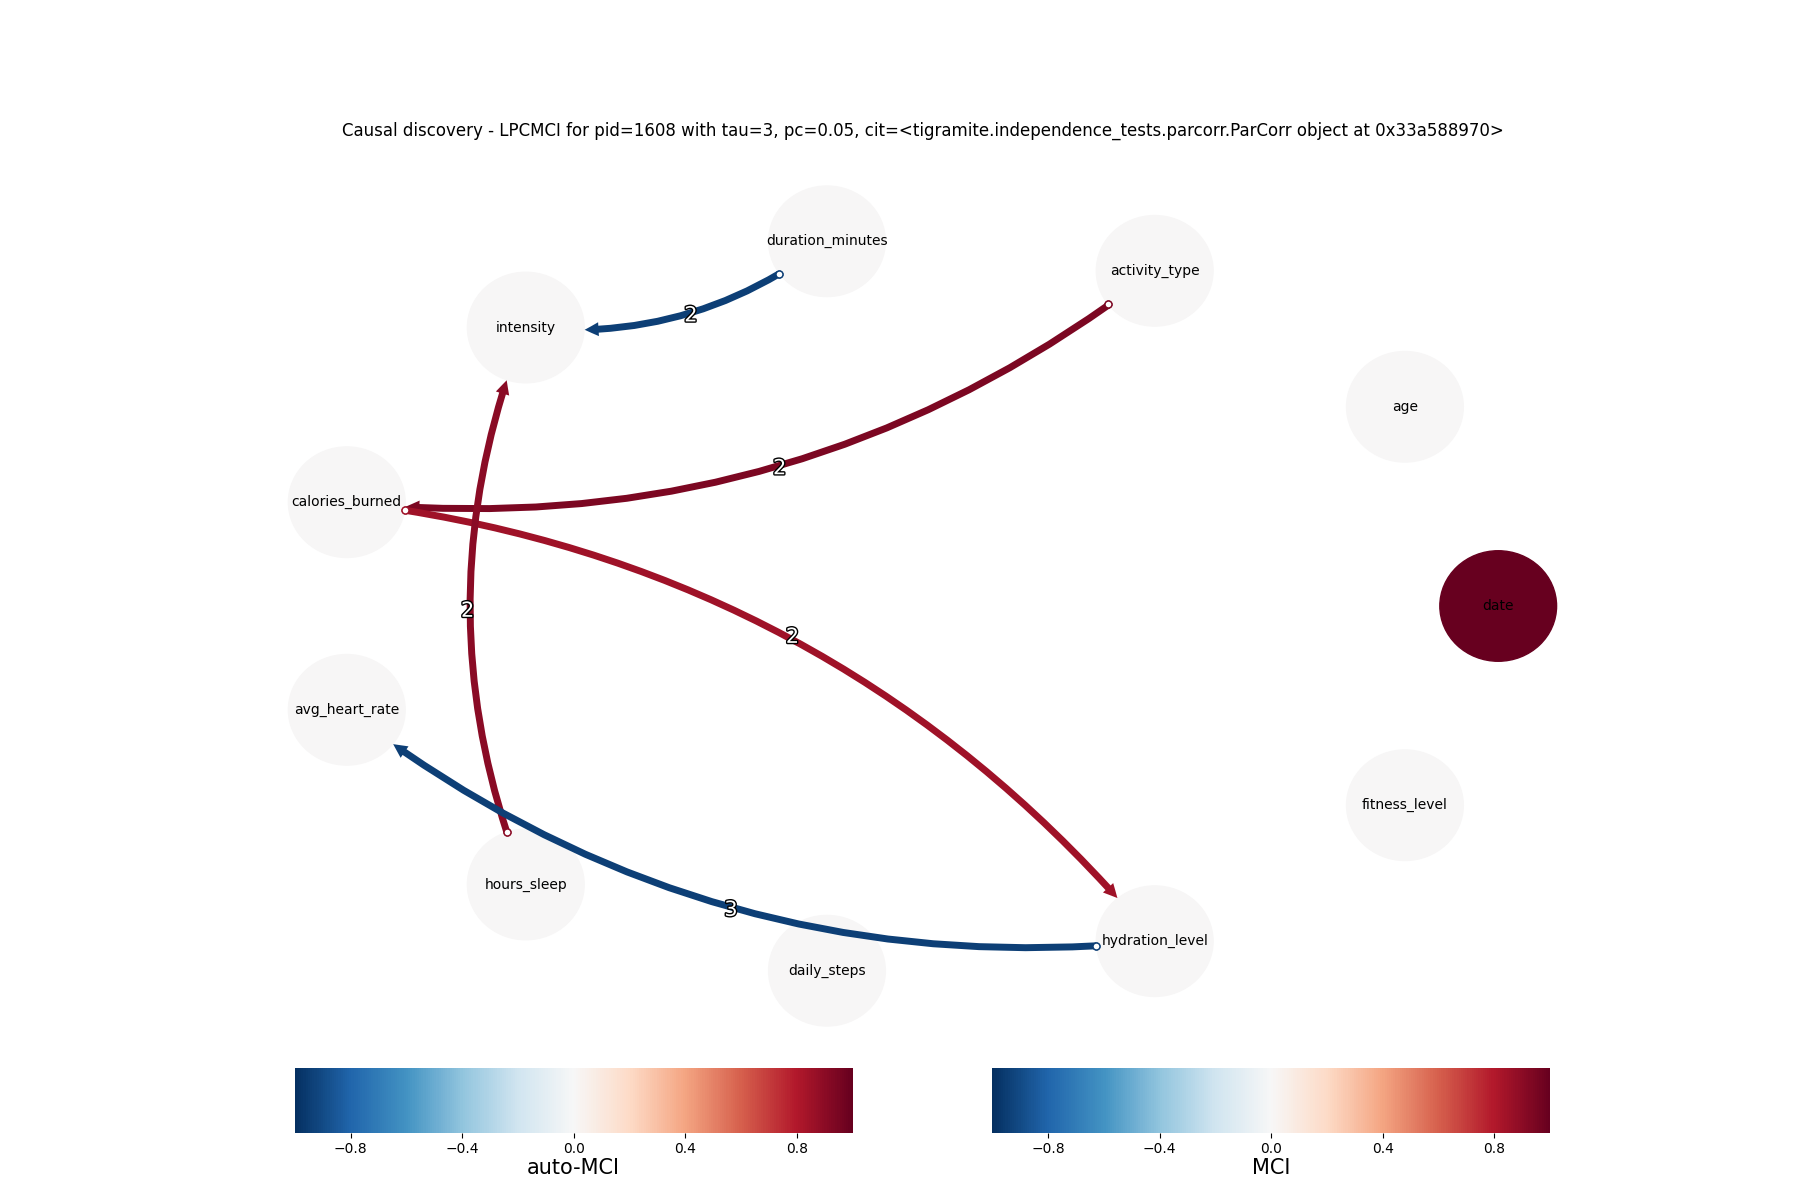 Causal discovery - LPCMCI for pid=1608 with tau=3, pc=0.05, cit=<tigramite.independence_tests.parcorr.ParCorr object at 0x33a588970>
duration_minutes
activity_type
intensity
2
age
2
calories_burned
date
2
2
avg_heart_rate
fitness_level
hours_sleep
3
hydration_level
daily_steps
−0.8 −0.4 0.0 0.4 0.8
auto-MCI
−0.8 −0.4 0.0 0.4 0.8
MCI